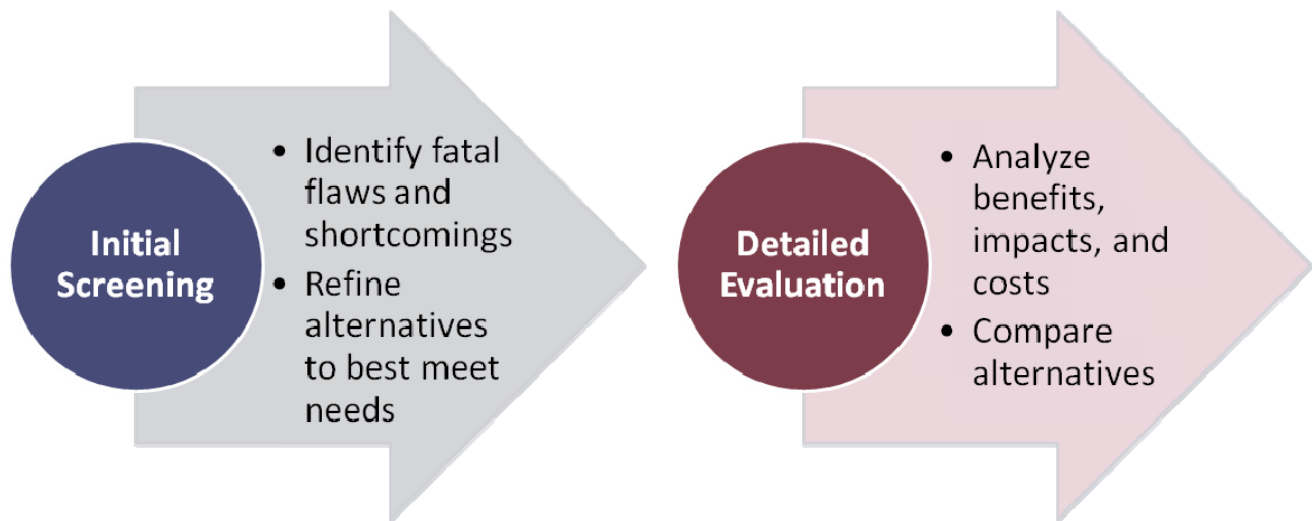 Initial
Screening
• Identify fatal
flaws and
shortcomings
• Refine
alternatives
to best meet
needs
Detailed
Evaluation
• Analyze
benefits,
impacts, and
costs
• Compare
alternatives